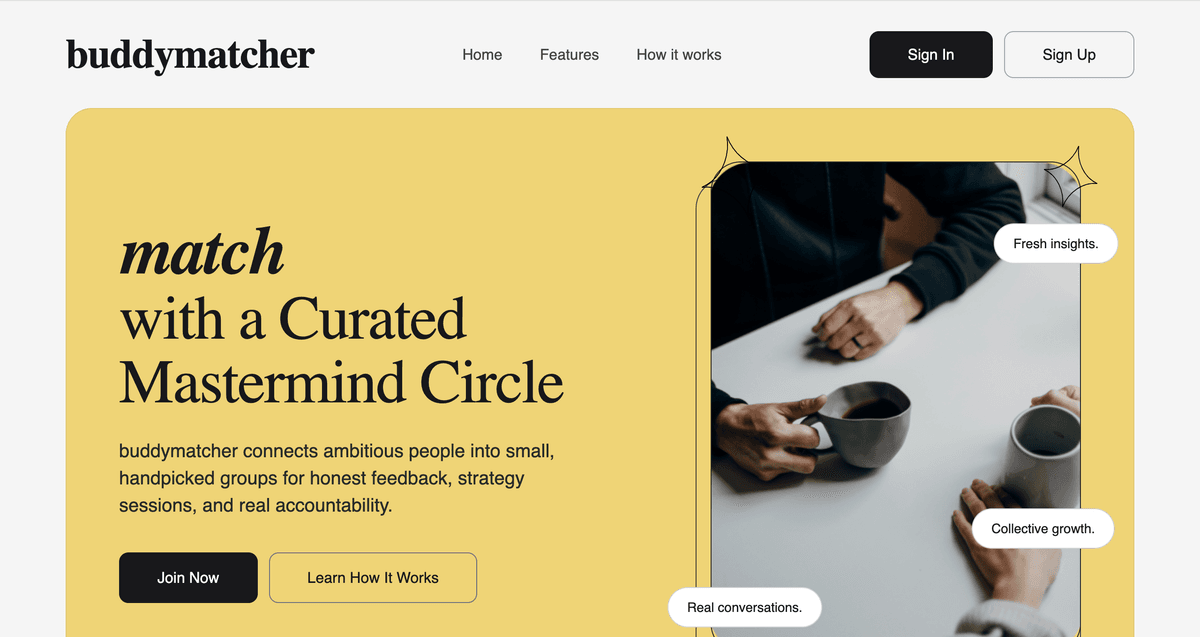 buddymatcher
Home
Features
How it works
Sign In
Sign Up
match
with a Curated
Mastermind Circle
buddymatcher connects ambitious people into small,
handpicked groups for honest feedback, strategy
sessions, and real accountability.
Join Now
Learn How It Works
Fresh insights.
Collective growth.
Real conversations.